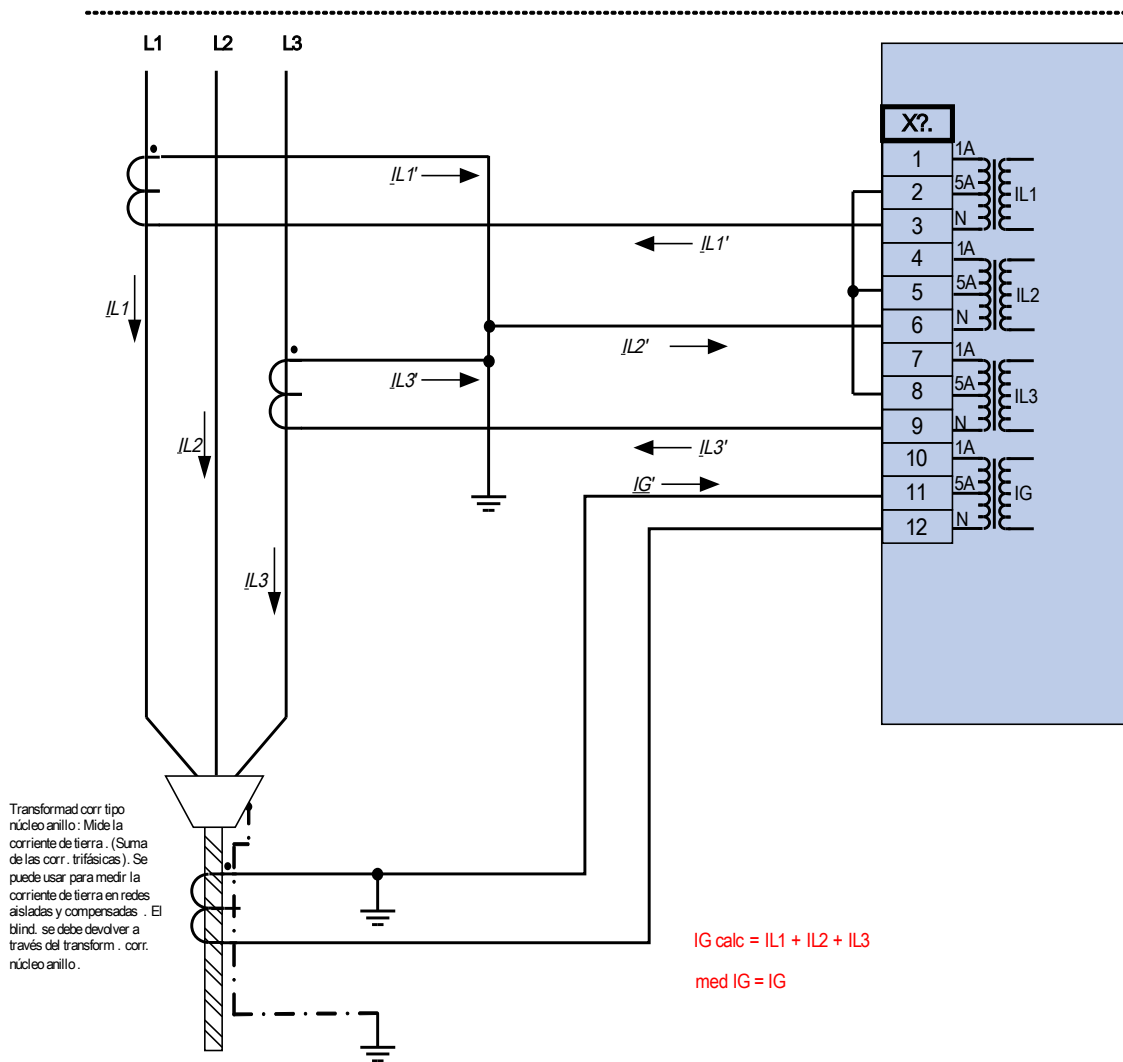 L1 L2 L3
X?.
1 1A
2 5A IL1
3 N
4 1A
5 5A IL2
6 N
7 1A
8 5A IL3
9 N
10 1A
11 5A IG
12 N
IL1'
IL1'
IL1
IL2'
IL3'
IL2
IL3'
IG'
IL3
Transformad corr tipo
núcleo anillo : Mide la
corriente de tierra . (Suma
de las corr . trifásicas). Se
puede usar para medir la
corriente de tierra en redes
aisladas y compensadas . El
blind. se debe devolver a
través del transform . corr.
núcleo anillo .
IG calc = IL1 + IL2 + IL3
med IG = IG